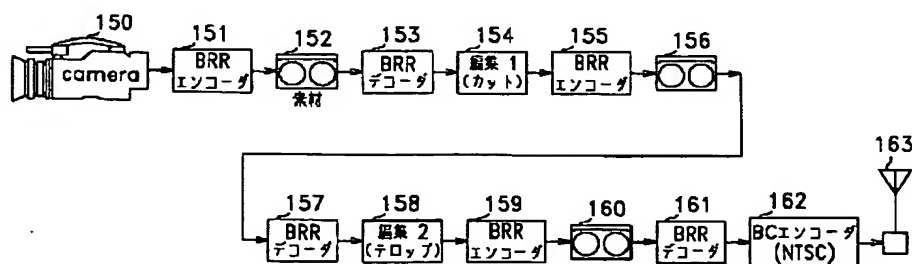 150
camera
151
BRR
エンコーダ
152
素材
153
BRR
デコーダ
154
編集 1
(カット)
155
BRR
エンコーダ
156
157
BRR
デコーダ
158
編集 2
(テロップ)
159
BRR
エンコーダ
160
161
BRR
デコーダ
162
BCエンコーダ
(NTSC)
163